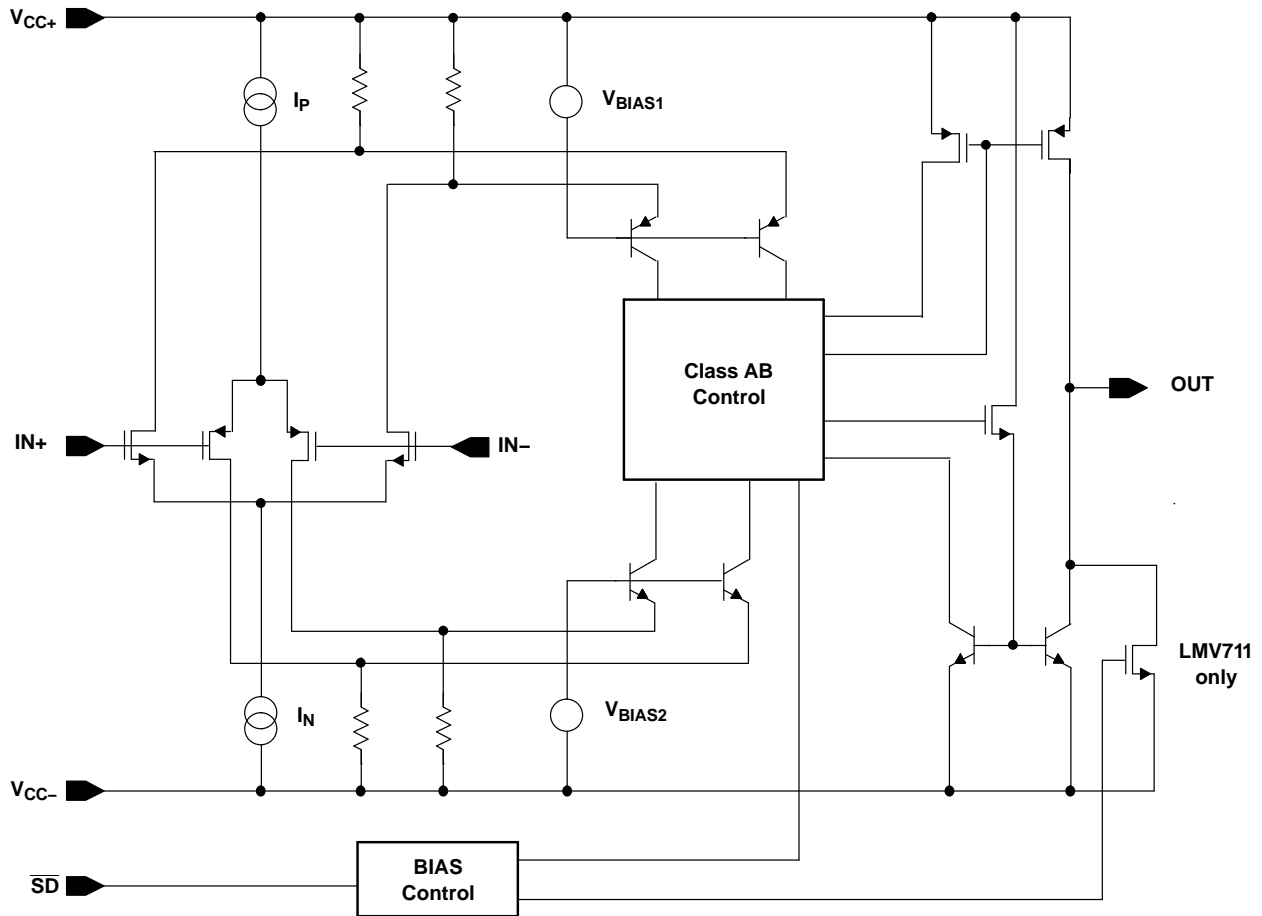 VCC+
IP
VBIAS1
Class AB
Control
OUT
IN+
IN–
LMV711
only
IN
VBIAS2
VCC–
BIAS
Control
SD